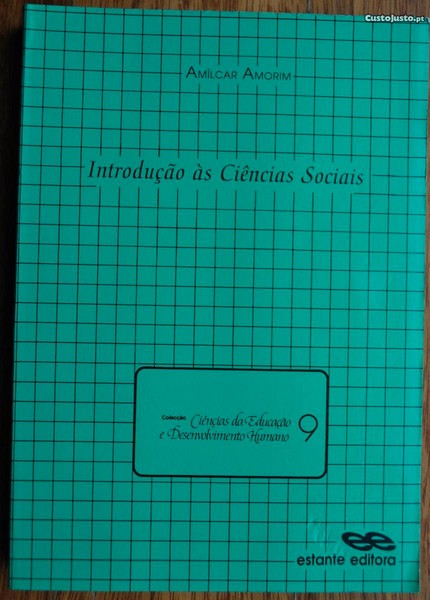 CustoJusto.pt
AMÍLCAR AMORIM
Introdução às Ciências Sociais
Colecção Ciências da Educação
e Desenvolvimento Humano 9
estante editora